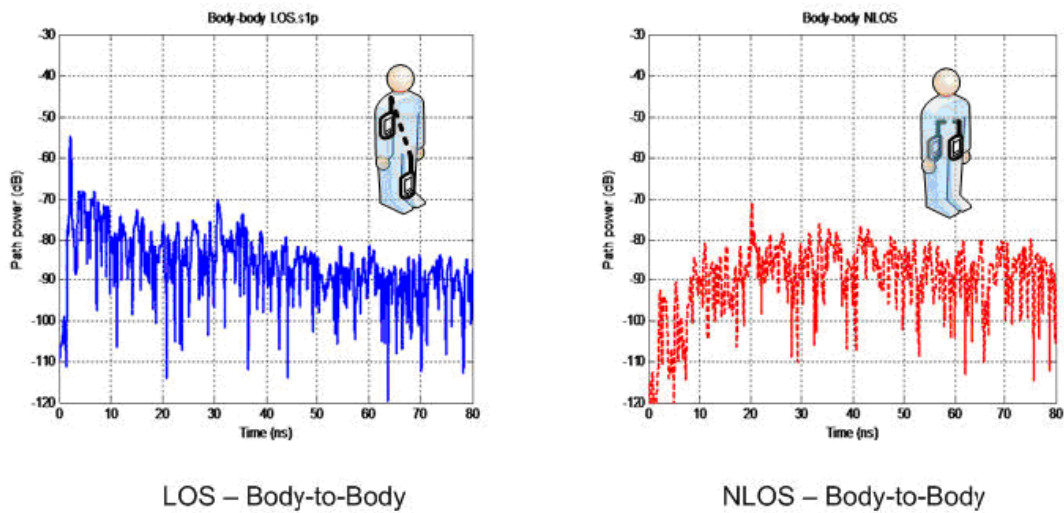 Body-body LOS.s1p
-30
-40
-50
-60
-70
-80
-90
-100
-110
-120
Path power (dB)
0 10 20 30 40 50 60 70 80
Time (ns)
LOS – Body-to-Body
Body-body NLOS
-30
-40
-50
-60
-70
-80
-90
-100
-110
-120
Path power (dB)
0 10 20 30 40 50 60 70 80
Time (ns)
NLOS – Body-to-Body